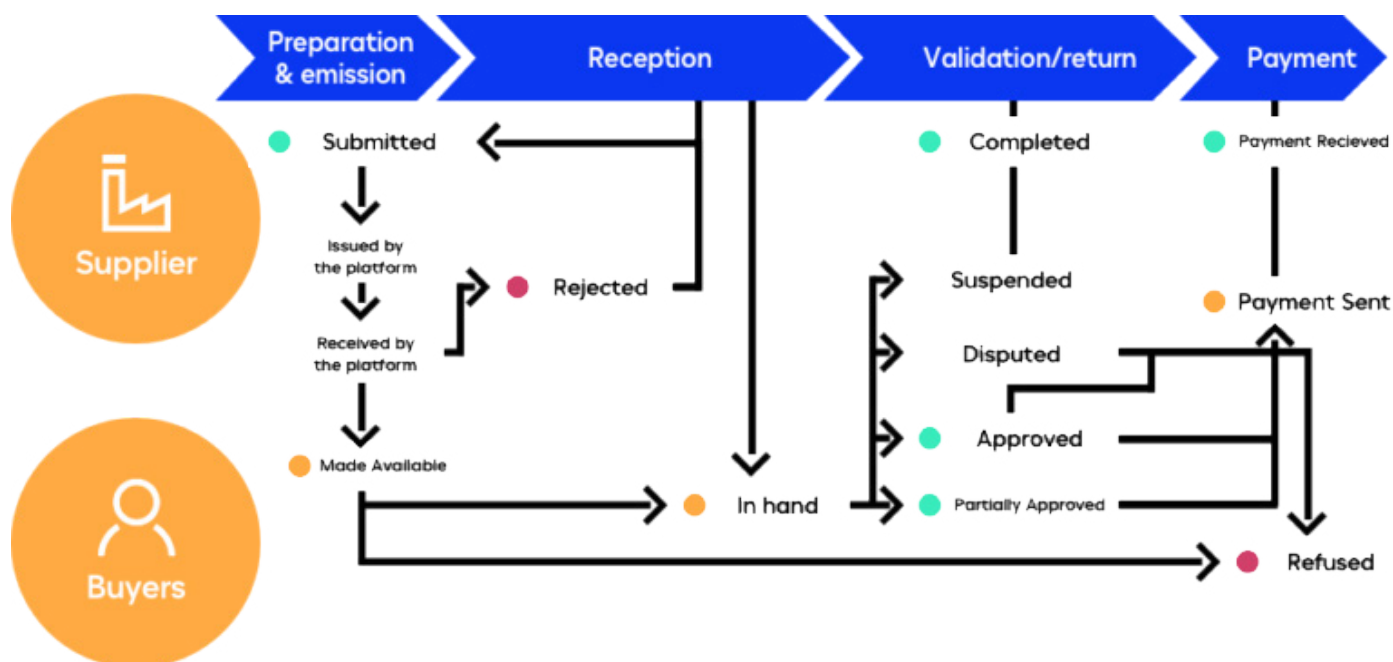 Preparation
& emission
Reception
Validation/return
Payment
Supplier
Submitted
Completed
Payment Recieved
Issued by
the platform
Rejected
Suspended
Payment Sent
Received by
the platform
Disputed
Approved
Made Available
In hand
Partially Approved
Refused
Buyers